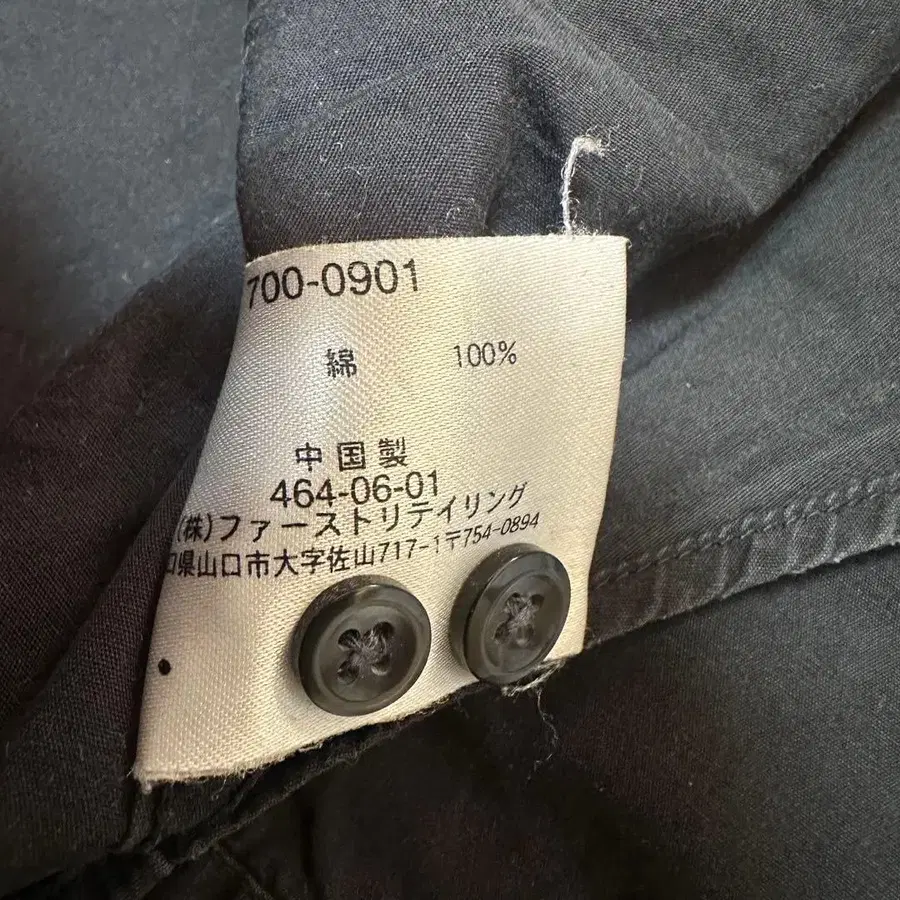 700-0901
綿 100%
中国製
464-06-01
(株)ファーストリテイリング
口県山口市大字佐山717-1〒754-0894